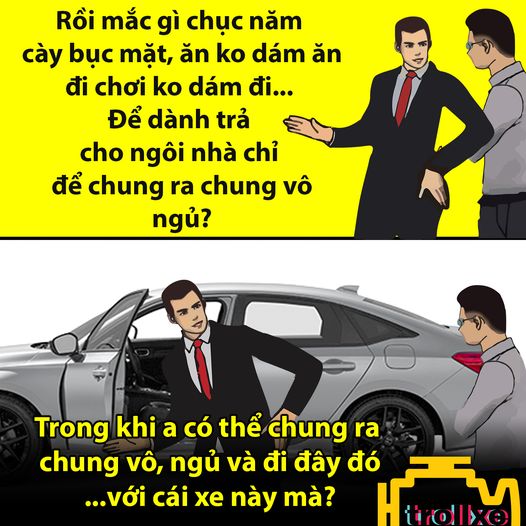 Rồi mắc gì chục năm
cày bục mặt, ăn ko dám ăn
đi chơi ko dám đi...
Để dành trả
cho ngôi nhà chỉ
để chung ra chung vô
ngủ?
Trong khi a có thể chung ra
chung vô, ngủ và đi đây đó
...với cái xe này mà?
trollxe